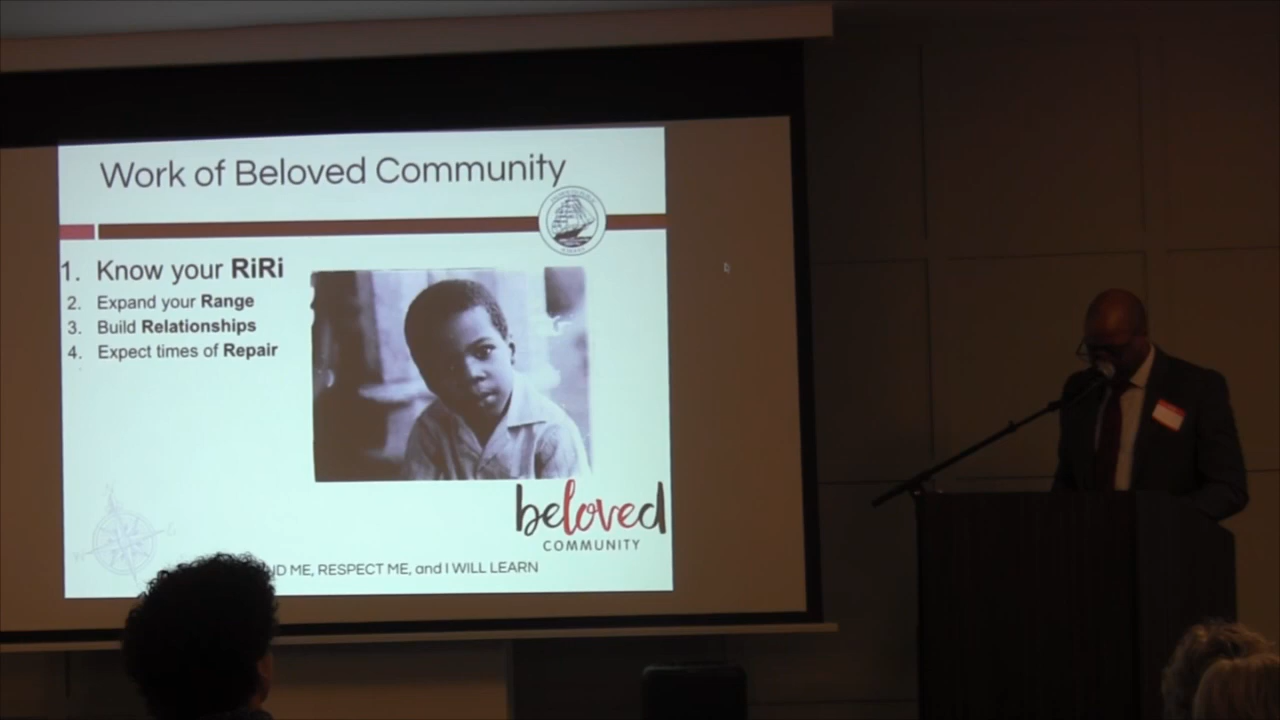 Work of Beloved Community
1. Know your RiRi
2. Expand your Range
3. Build Relationships
4. Expect times of Repair
beloved
COMMUNITY
ME, RESPECT ME, and I WILL LEARN